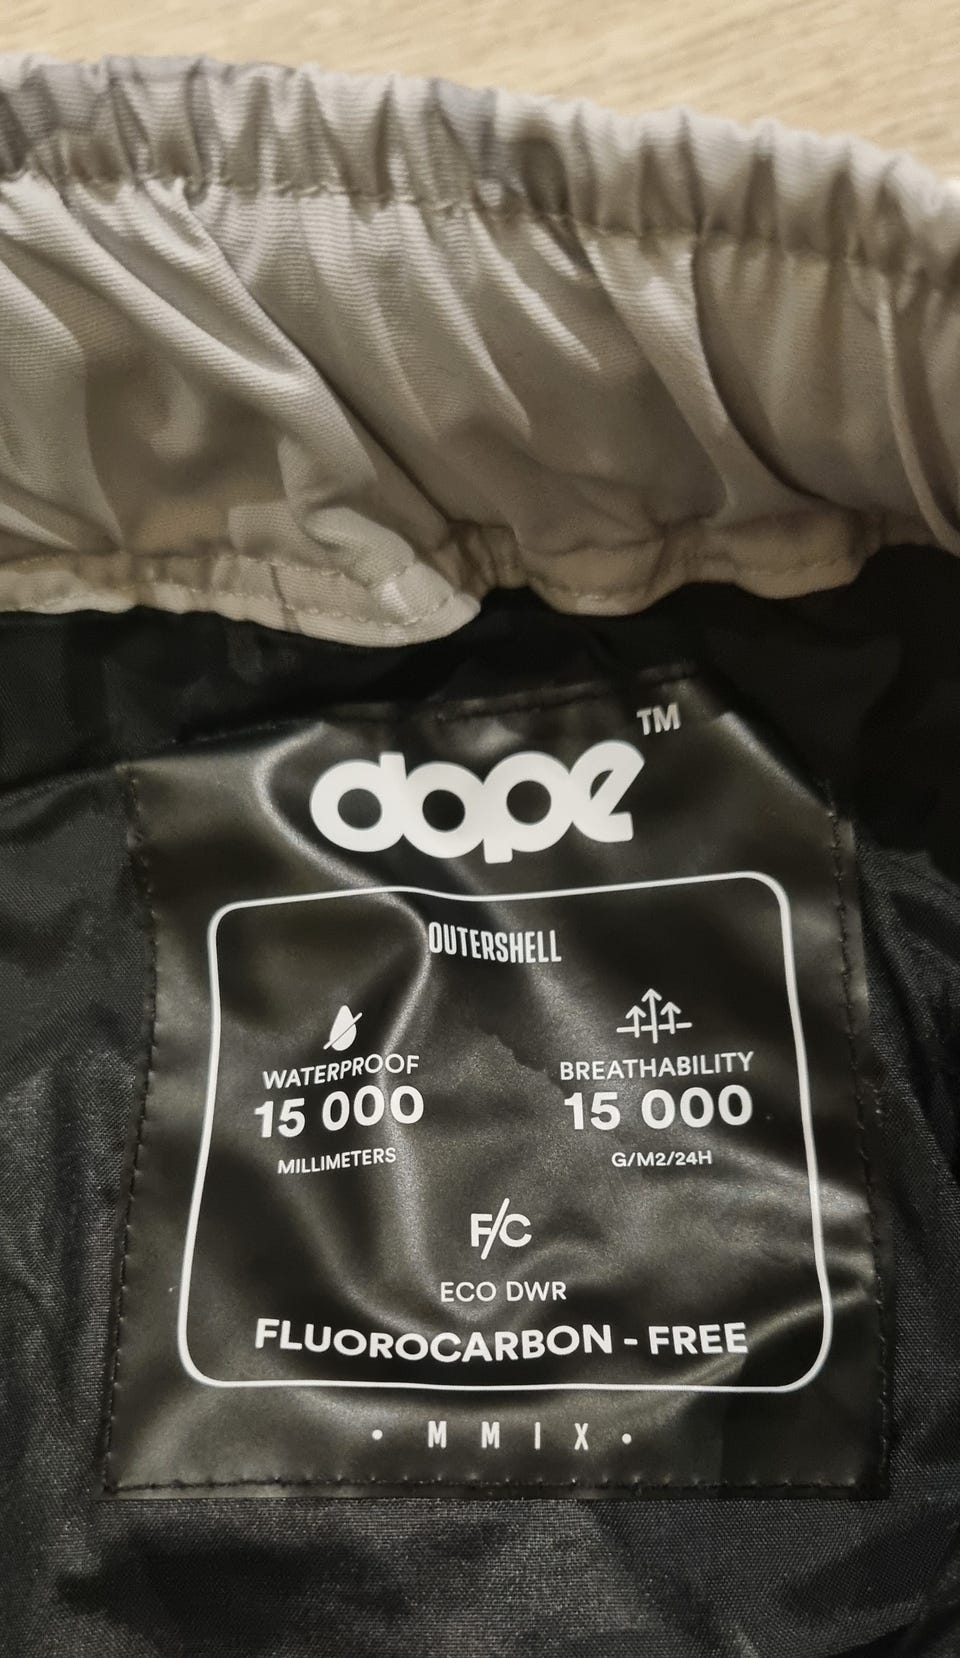 dope™
OUTERSHELL
WATERPROOF
15 000
MILLIMETERS
BREATHABILITY
15 000
G/M2/24H
F/C
ECO DWR
FLUOROCARBON - FREE
• MMIX •